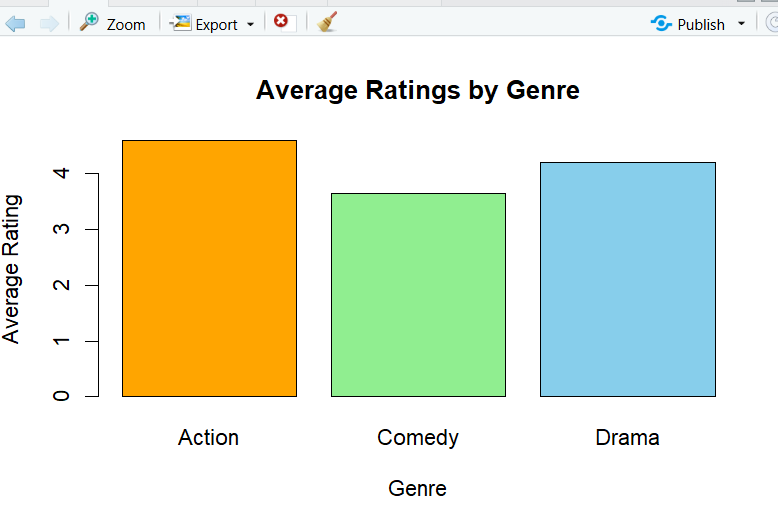 Zoom Export Publish
Average Ratings by Genre
Average Rating
4
3
2
1
0
Action Comedy Drama
Genre